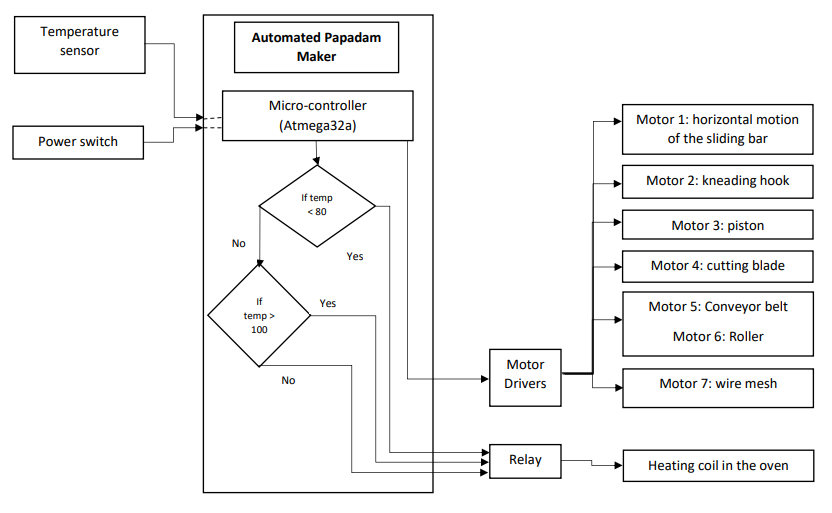 Temperature
sensor
Power switch
Automated Papadam
Maker
Micro-controller
(Atmega32a)
If temp
< 80
No
Yes
If
temp >
100
Yes
No
Motor
Drivers
Relay
Motor 1: horizontal motion
of the sliding bar
Motor 2: kneading hook
Motor 3: piston
Motor 4: cutting blade
Motor 5: Conveyor belt
Motor 6: Roller
Motor 7: wire mesh
Heating coil in the oven